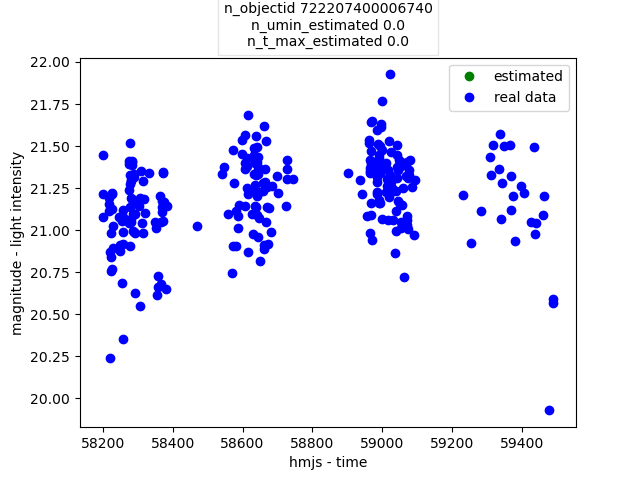 n_objectid 722207400006740
n_umin_estimated 0.0
n_t_max_estimated 0.0
22.00
21.75
21.50
21.25
21.00
20.75
20.50
20.25
20.00
magnitude - light intensity
estimated
real data
58200 58400 58600 58800 59000 59200 59400
hmjs - time